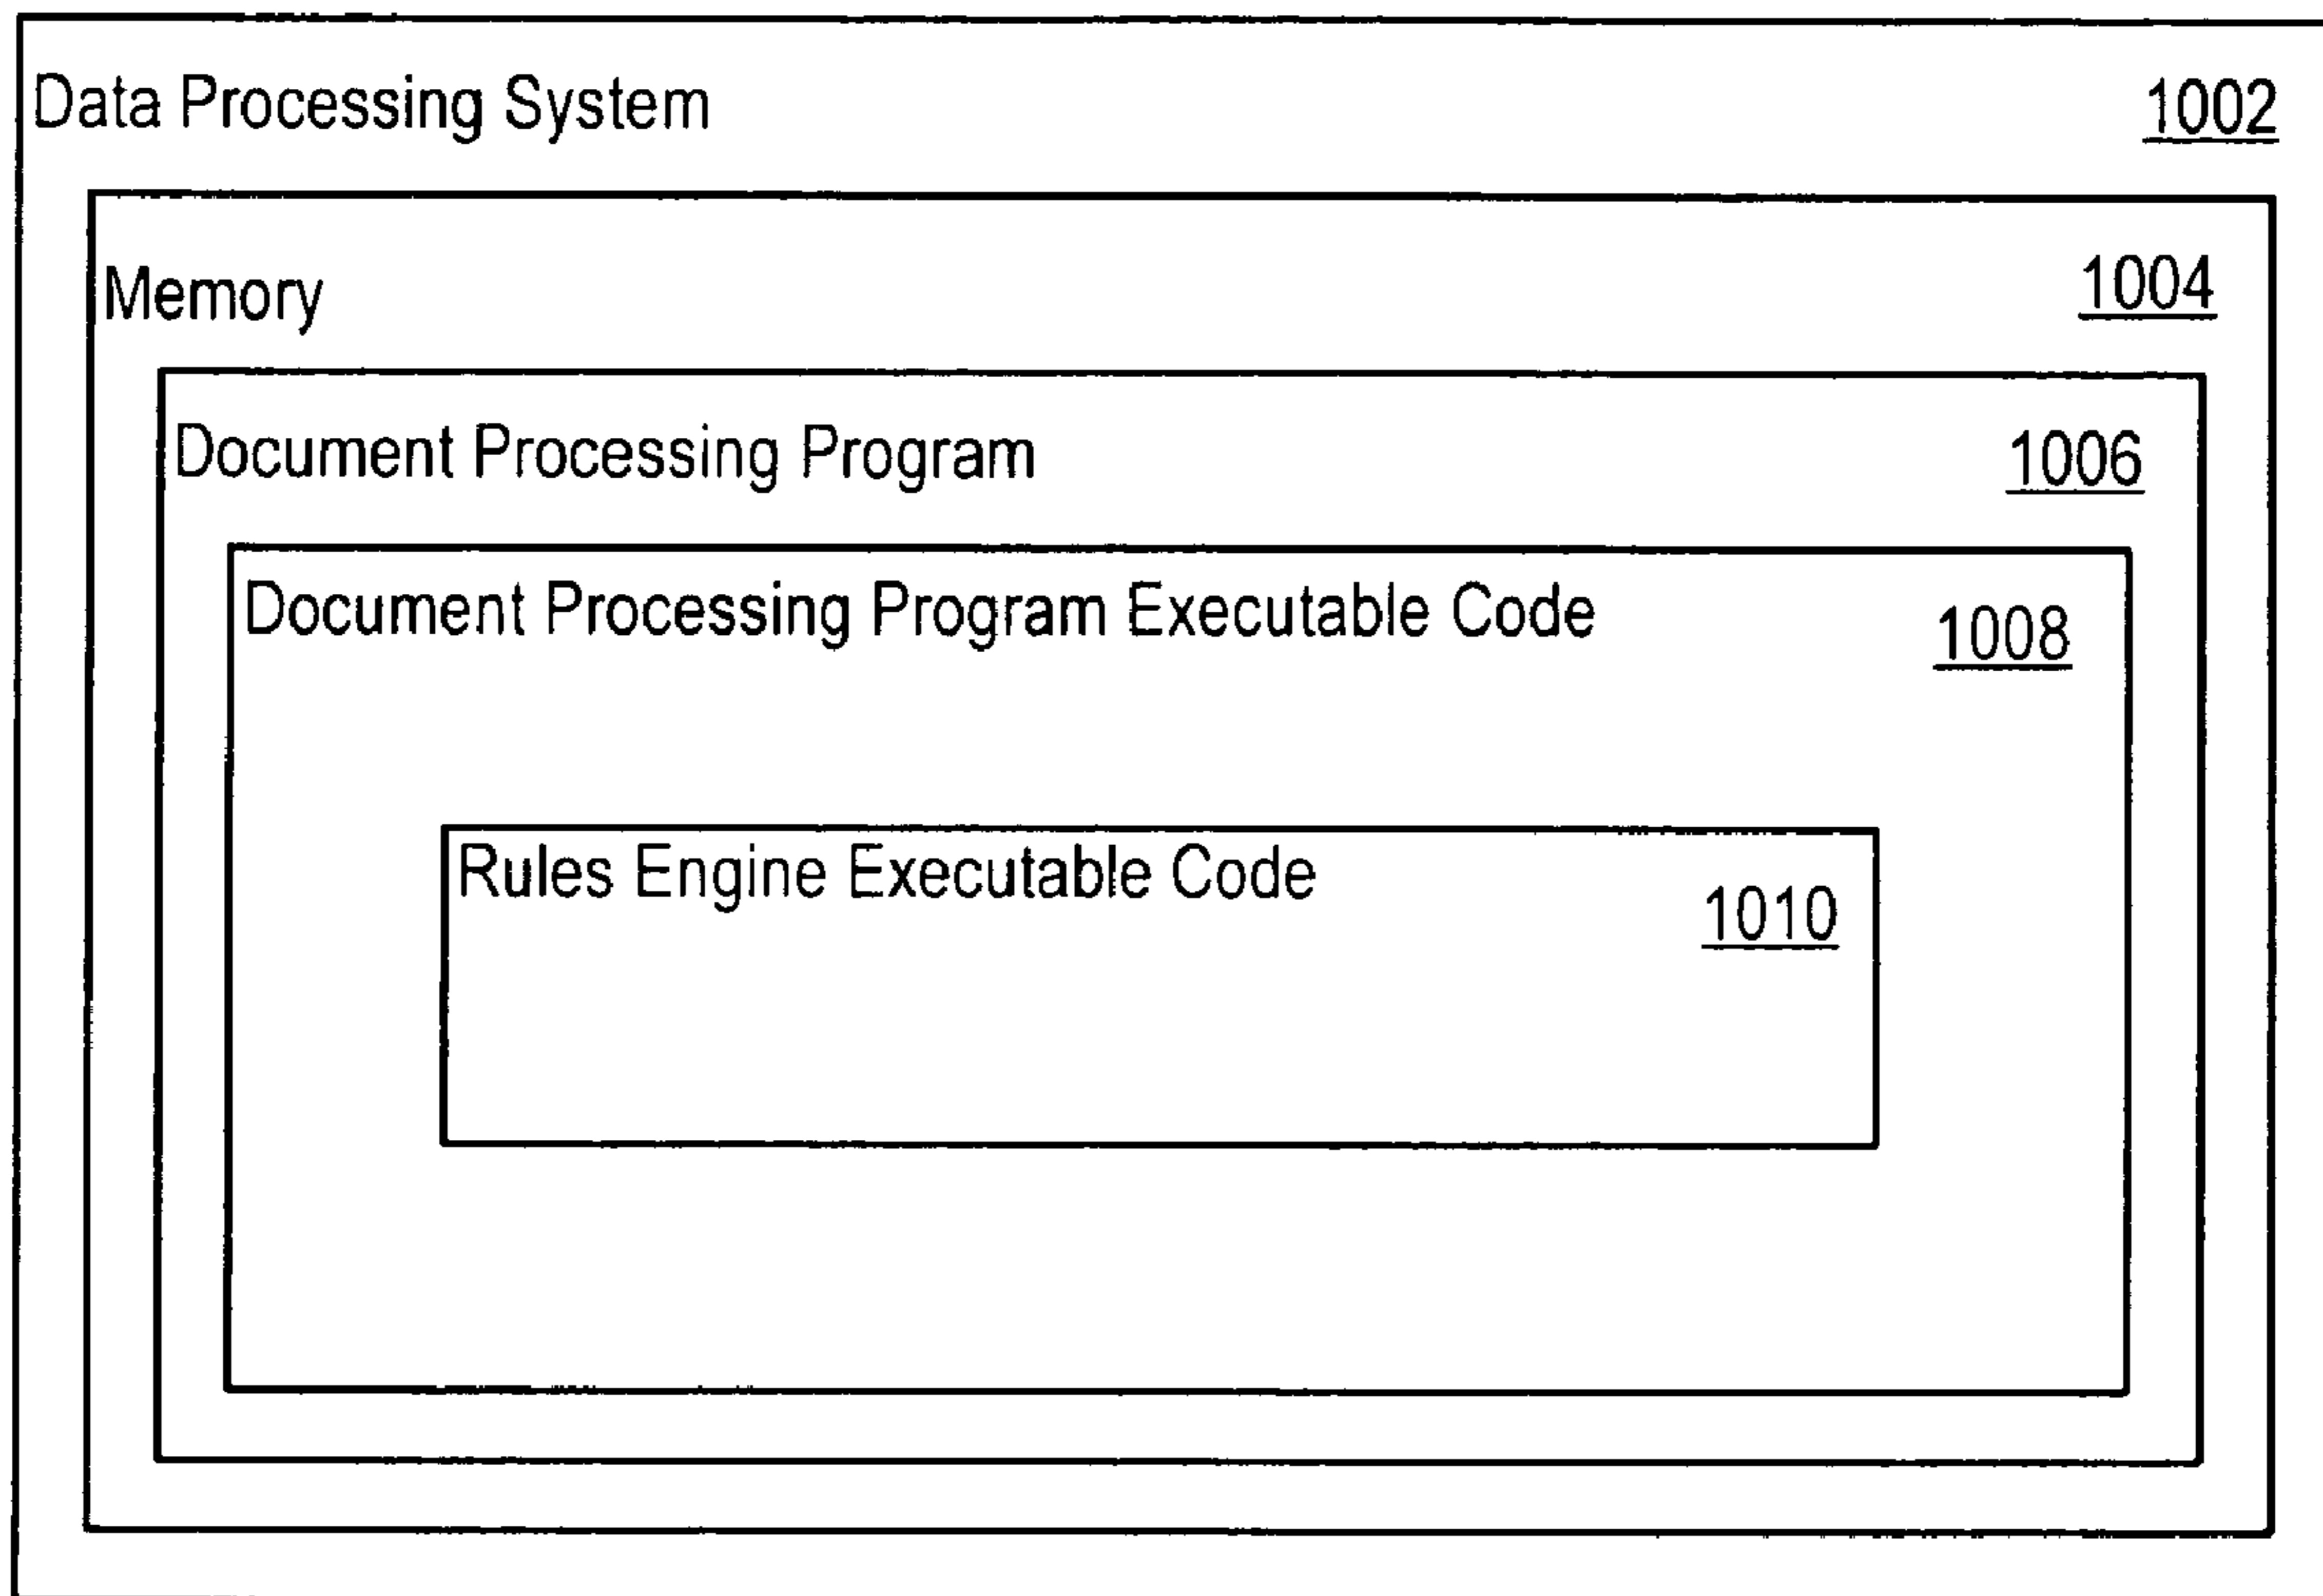 Data Processing System 1002
Memory 1004
Document Processing Program 1006
Document Processing Program Executable Code 1008
Rules Engine Executable Code 1010